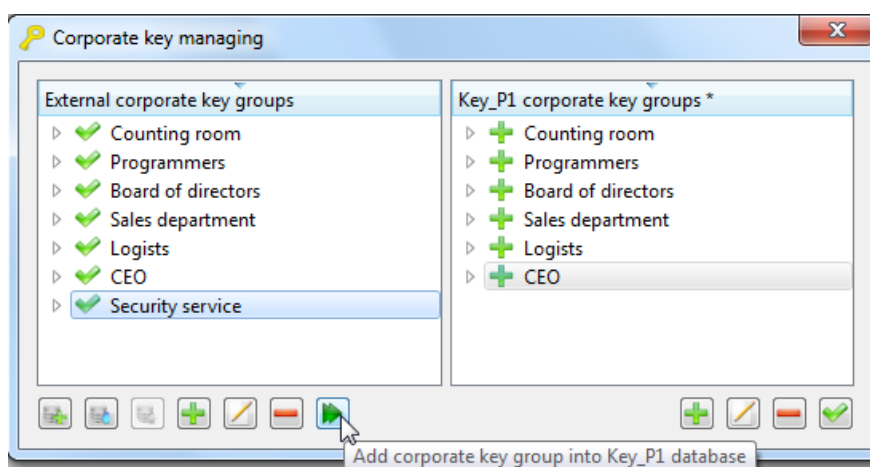 Corporate key managing
External corporate key groups
Counting room
Programmers
Board of directors
Sales department
Logists
CEO
Security service
Key_P1 corporate key groups *
Counting room
Programmers
Board of directors
Sales department
Logists
CEO
Add corporate key group into Key_P1 database